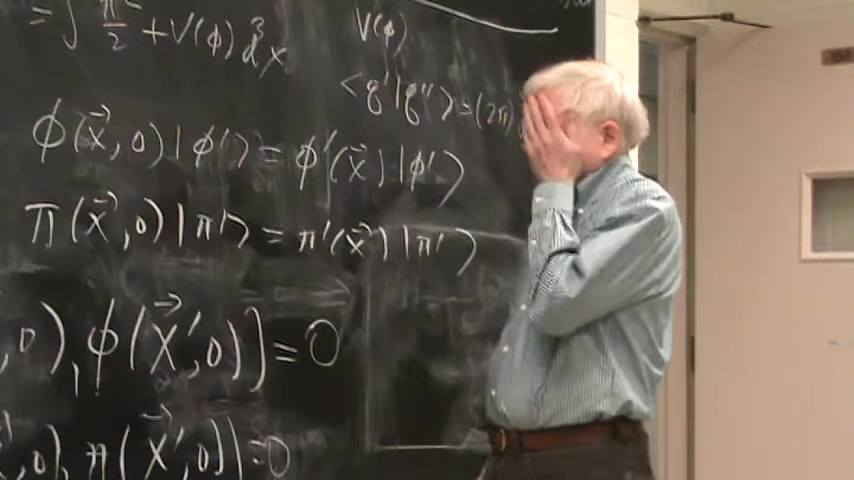 = ∫ π²/2 + V(φ) d³x
V(φ)
<q'|q''> = (2π)
φ(x⃗,0)|φ'> = φ'(x⃗)|φ'>
π(x⃗,0)|π'> = π'(x⃗)|π'>
,0), φ(x⃗',0)] = 0
x⃗,0), π(x⃗',0)] = 0